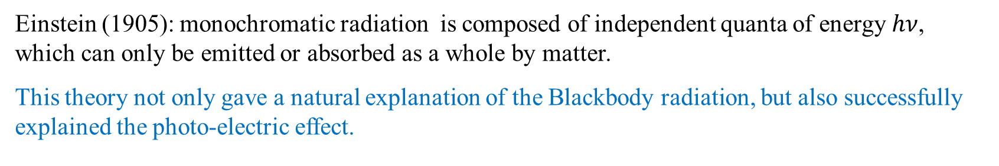 Einstein (1905): monochromatic radiation is composed of independent quanta of energy hν,
which can only be emitted or absorbed as a whole by matter.
This theory not only gave a natural explanation of the Blackbody radiation, but also successfully
explained the photo-electric effect.